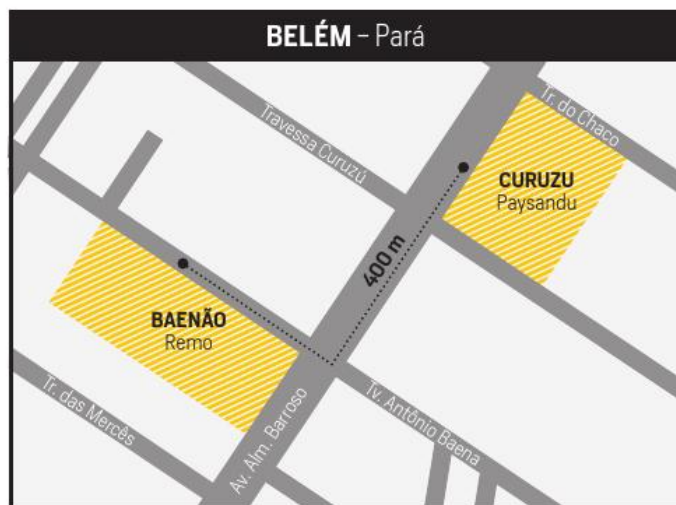 BELÉM – Pará
Tr. do Chaco
Travessa Curuzú
CURUZU
Paysandu
400 m
BAENÃO
Remo
Tr. das Mercês
Av. Alm. Barroso
Tv. Antônio Baena